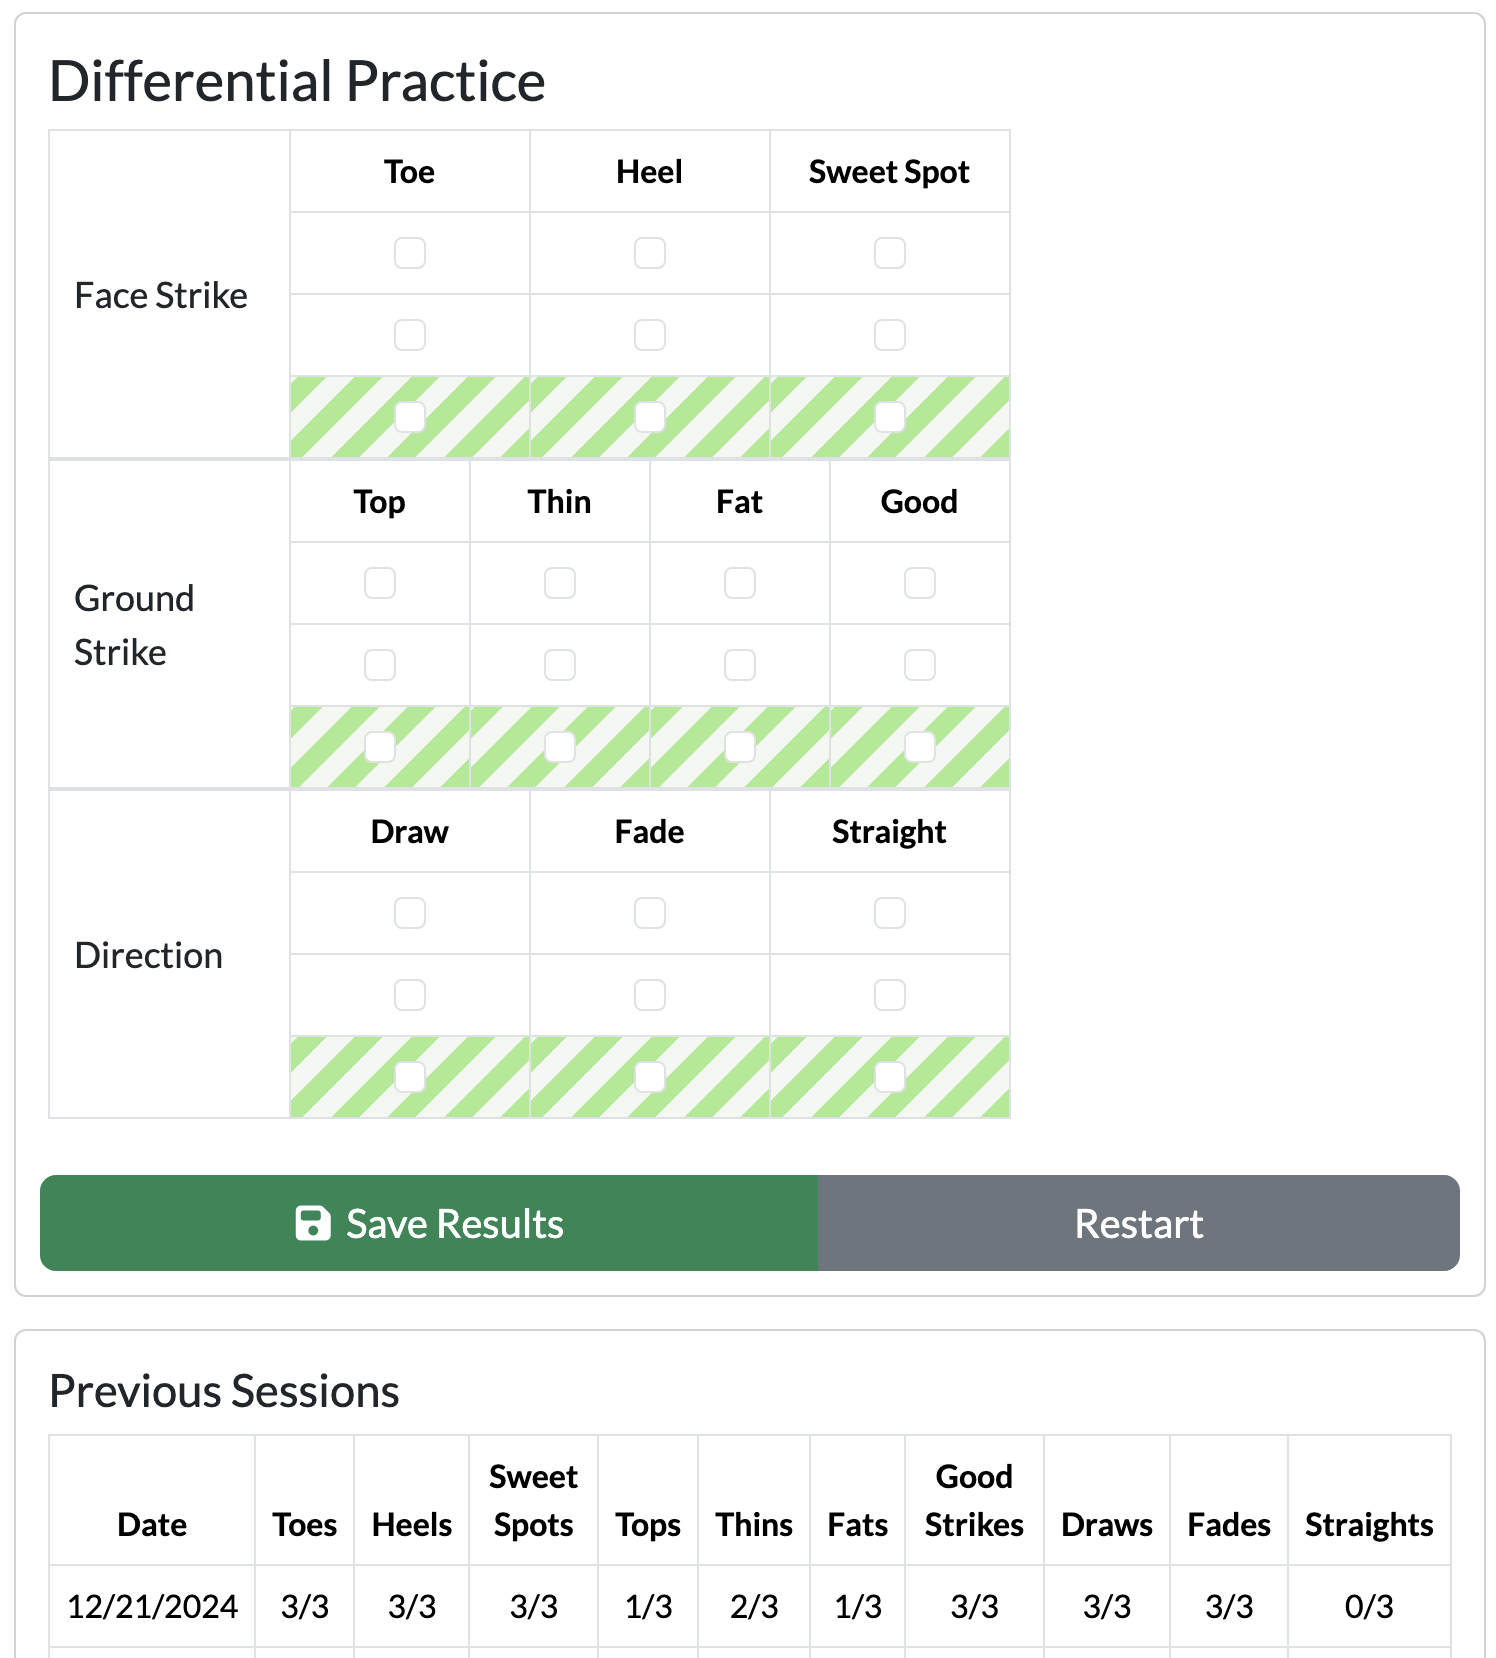 Differential Practice
Toe Heel Sweet Spot
Face Strike
Top Thin Fat Good
Ground
Strike
Draw Fade Straight
Direction
Save Results Restart
Previous Sessions
Date Toes Heels Sweet Spots Tops Thins Fats Good Strikes Draws Fades Straights
12/21/2024 3/3 3/3 3/3 1/3 2/3 1/3 3/3 3/3 3/3 0/3